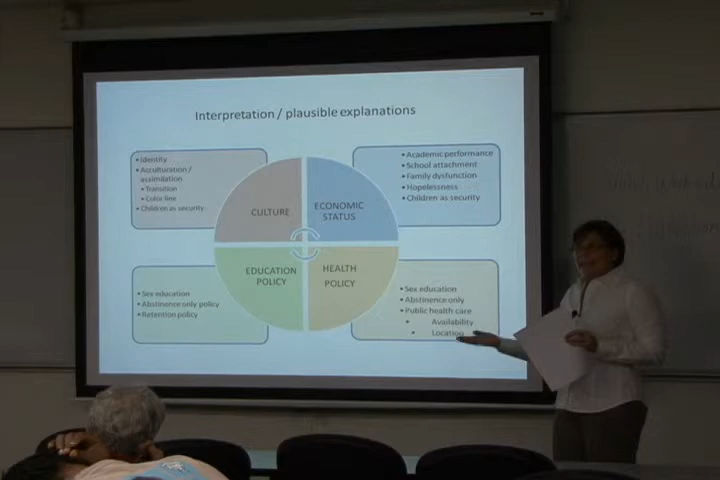 Interpretation / plausible explanations
• Identity
• Acculturation /
assimilation
• Transition
• Color line
• Children as security
• Academic performance
• School attachment
• Family dysfunction
• Hopelessness
• Children as security
CULTURE
ECONOMIC
STATUS
EDUCATION
POLICY
HEALTH
POLICY
• Sex education
• Abstinence only policy
• Retention policy
• Sex education
• Abstinence only
• Public health care
• Availability
• Location